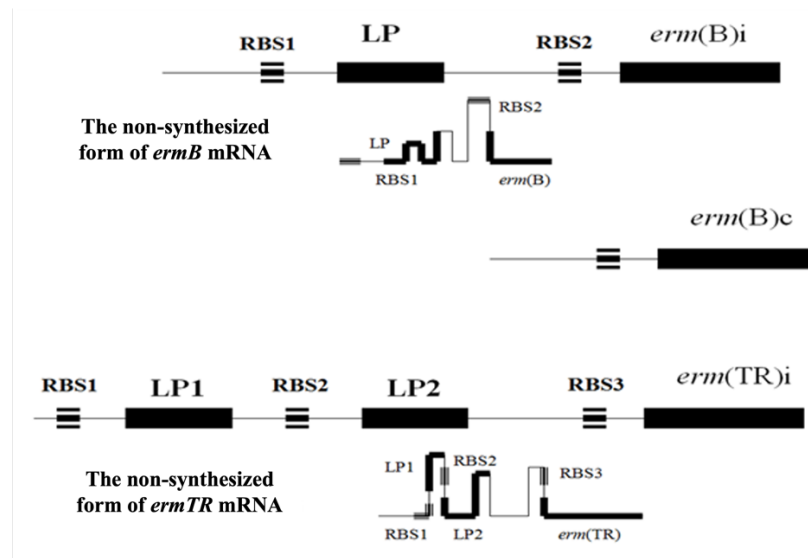 RBS1 LP RBS2 erm(B)i
The non-synthesized
form of ermB mRNA
LP RBS2
RBS1 erm(B)
erm(B)c
RBS1 LP1 RBS2 LP2 RBS3 erm(TR)i
The non-synthesized
form of ermTR mRNA
LP1 RBS2 RBS3
RBS1 LP2 erm(TR)